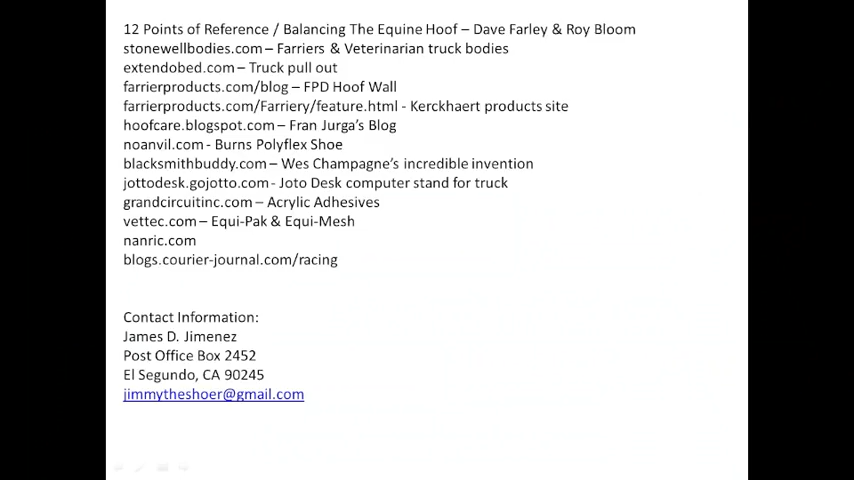 12 Points of Reference / Balancing The Equine Hoof – Dave Farley & Roy Bloom
stonewellbodies.com – Farriers & Veterinarian truck bodies
extendobed.com – Truck pull out
farrierproducts.com/blog – FPD Hoof Wall
farrierproducts.com/Farriery/feature.html - Kerckhaert products site
hoofcare.blogspot.com – Fran Jurga's Blog
noanvil.com - Burns Polyflex Shoe
blacksmithbuddy.com – Wes Champagne's incredible invention
jottodesk.gojotto.com - Joto Desk computer stand for truck
grandcircuitinc.com – Acrylic Adhesives
vettec.com – Equi-Pak & Equi-Mesh
nanric.com
blogs.courier-journal.com/racing
Contact Information:
James D. Jimenez
Post Office Box 2452
El Segundo, CA 90245
jimmytheshoer@gmail.com